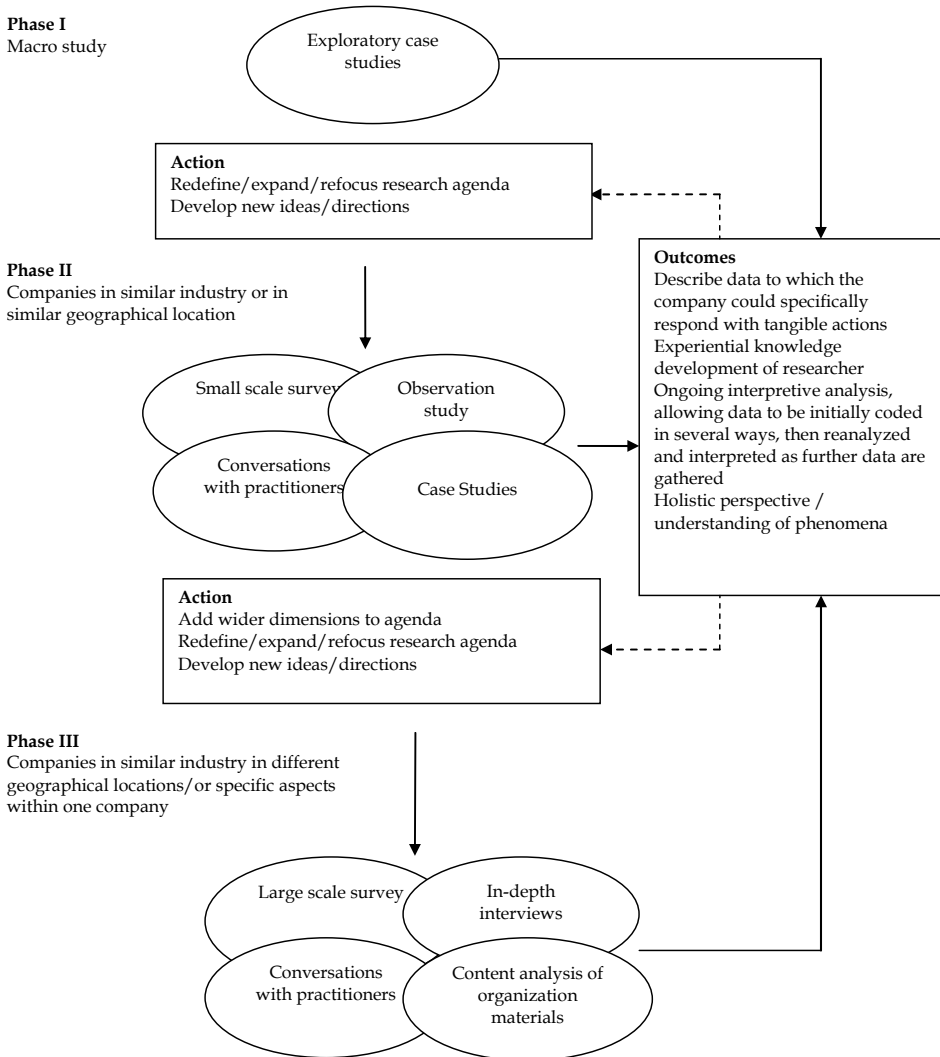 Phase I
Macro study
Exploratory case
studies
Action
Redefine/expand/refocus research agenda
Develop new ideas/directions
Phase II
Companies in similar industry or in
similar geographical location
Outcomes
Describe data to which the
company could specifically
respond with tangible actions
Experiential knowledge
development of researcher
Ongoing interpretive analysis,
allowing data to be initially coded
in several ways, then reanalyzed
and interpreted as further data are
gathered
Holistic perspective /
understanding of phenomena
Small scale survey
Observation
study
Conversations
with practitioners
Case Studies
Action
Add wider dimensions to agenda
Redefine/expand/refocus research agenda
Develop new ideas/directions
Phase III
Companies in similar industry in different
geographical locations/or specific aspects
within one company
Large scale survey
In-depth
interviews
Conversations
with practitioners
Content analysis of
organization
materials